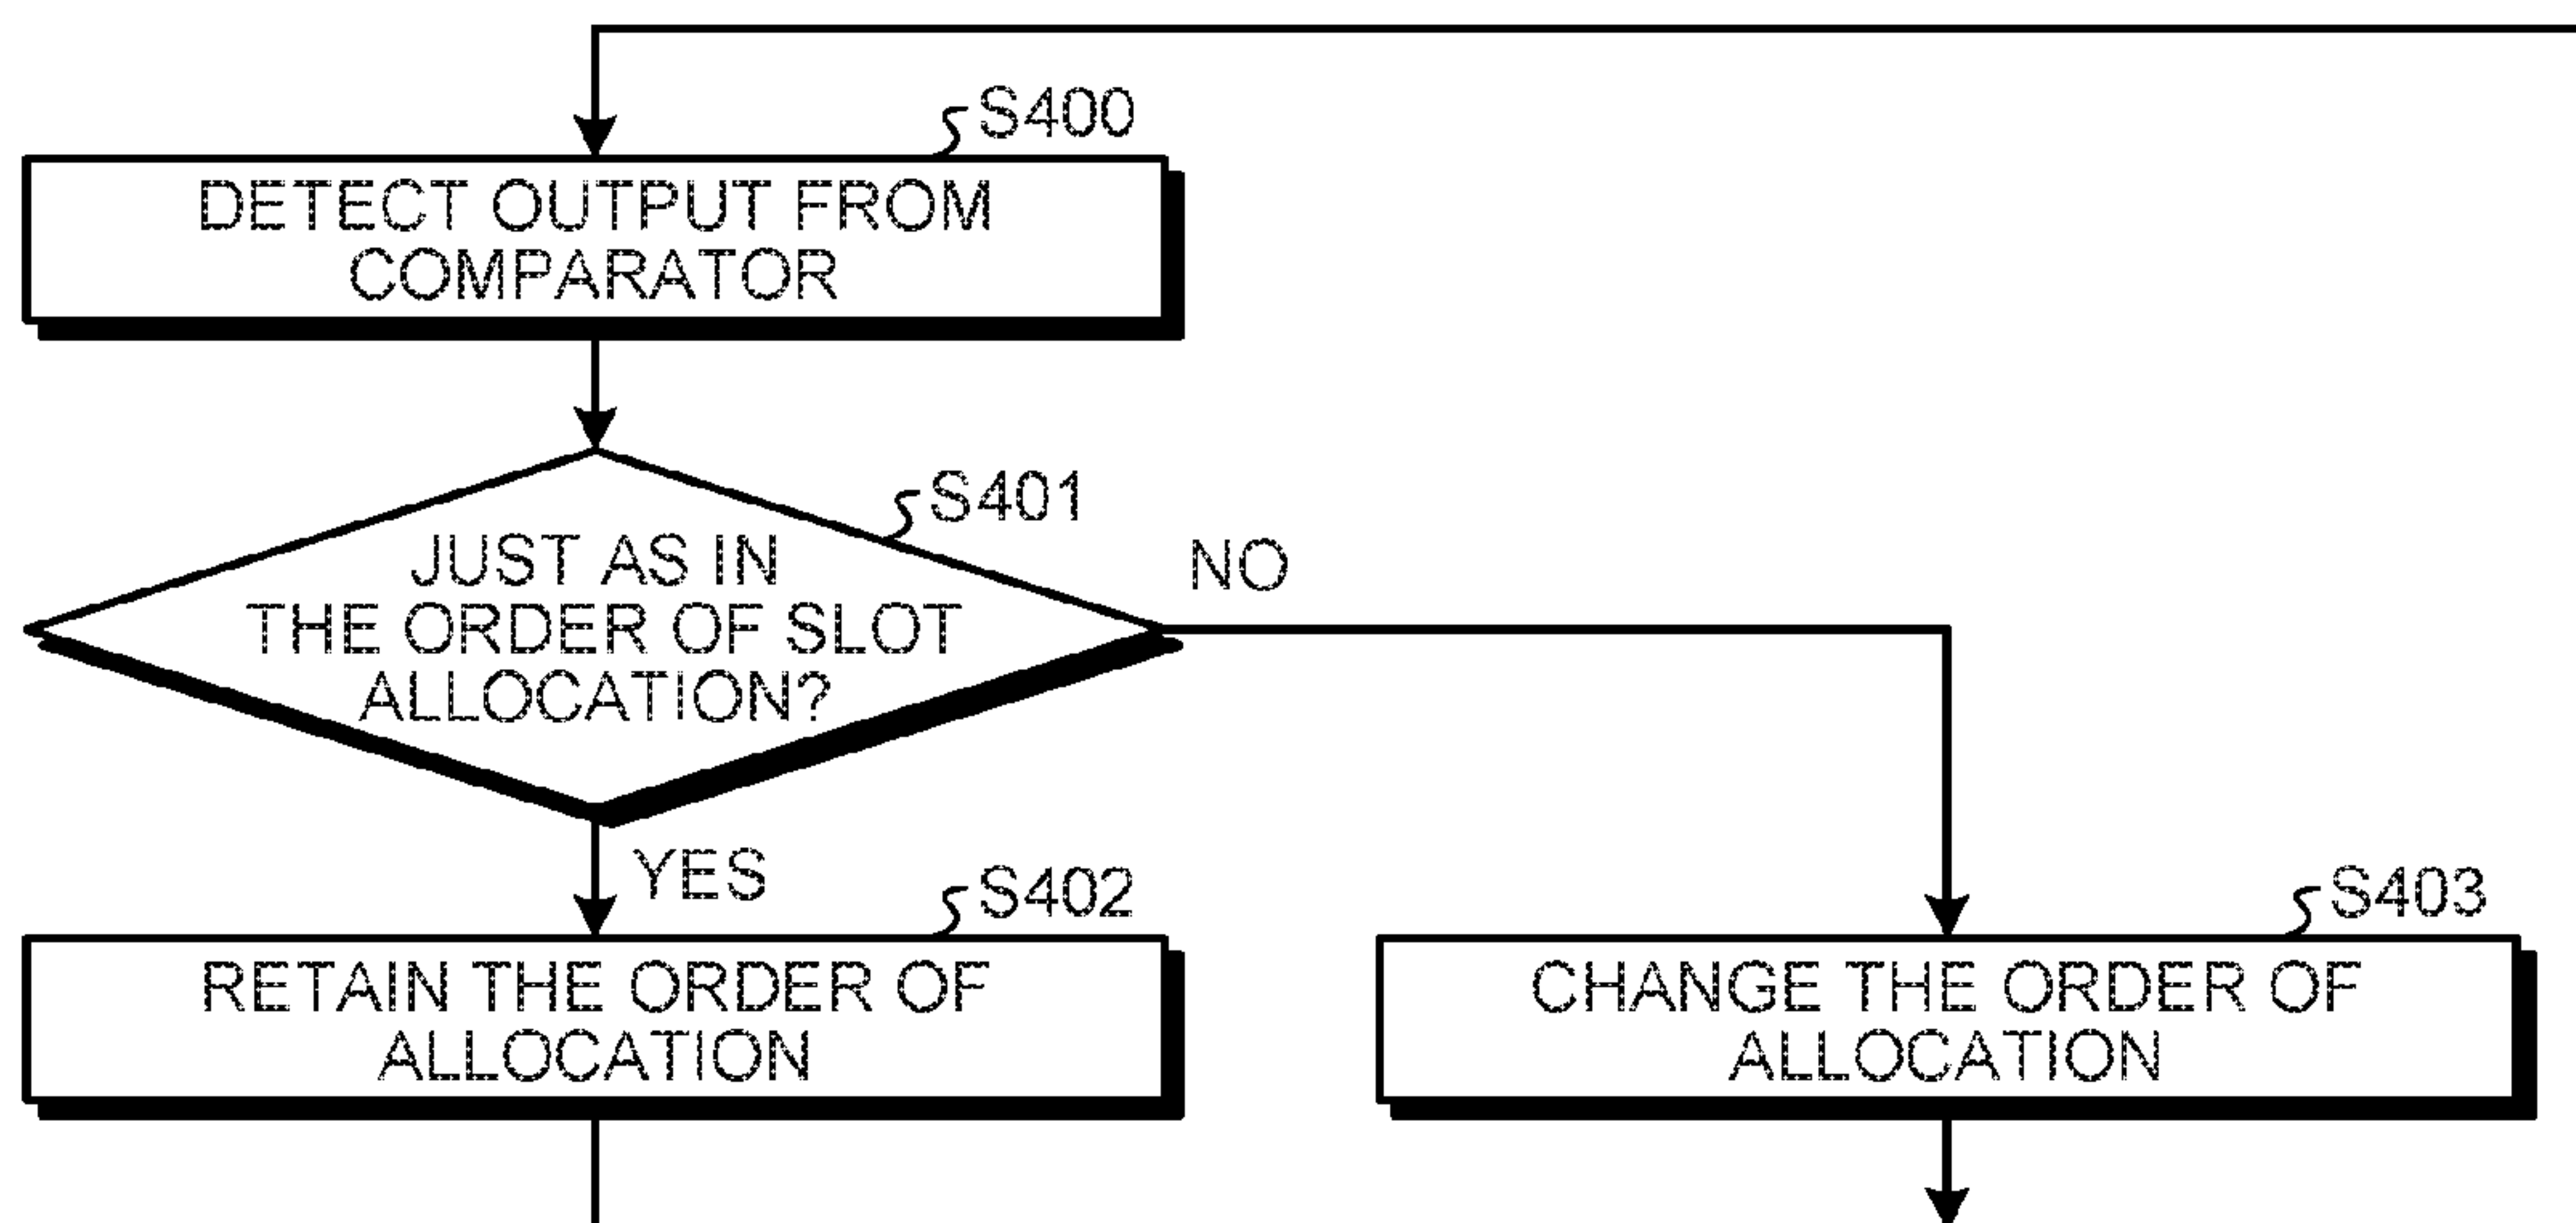 S400
DETECT OUTPUT FROM
COMPARATOR
S401
JUST AS IN
THE ORDER OF SLOT
ALLOCATION?
NO
YES
S402
RETAIN THE ORDER OF
ALLOCATION
S403
CHANGE THE ORDER OF
ALLOCATION